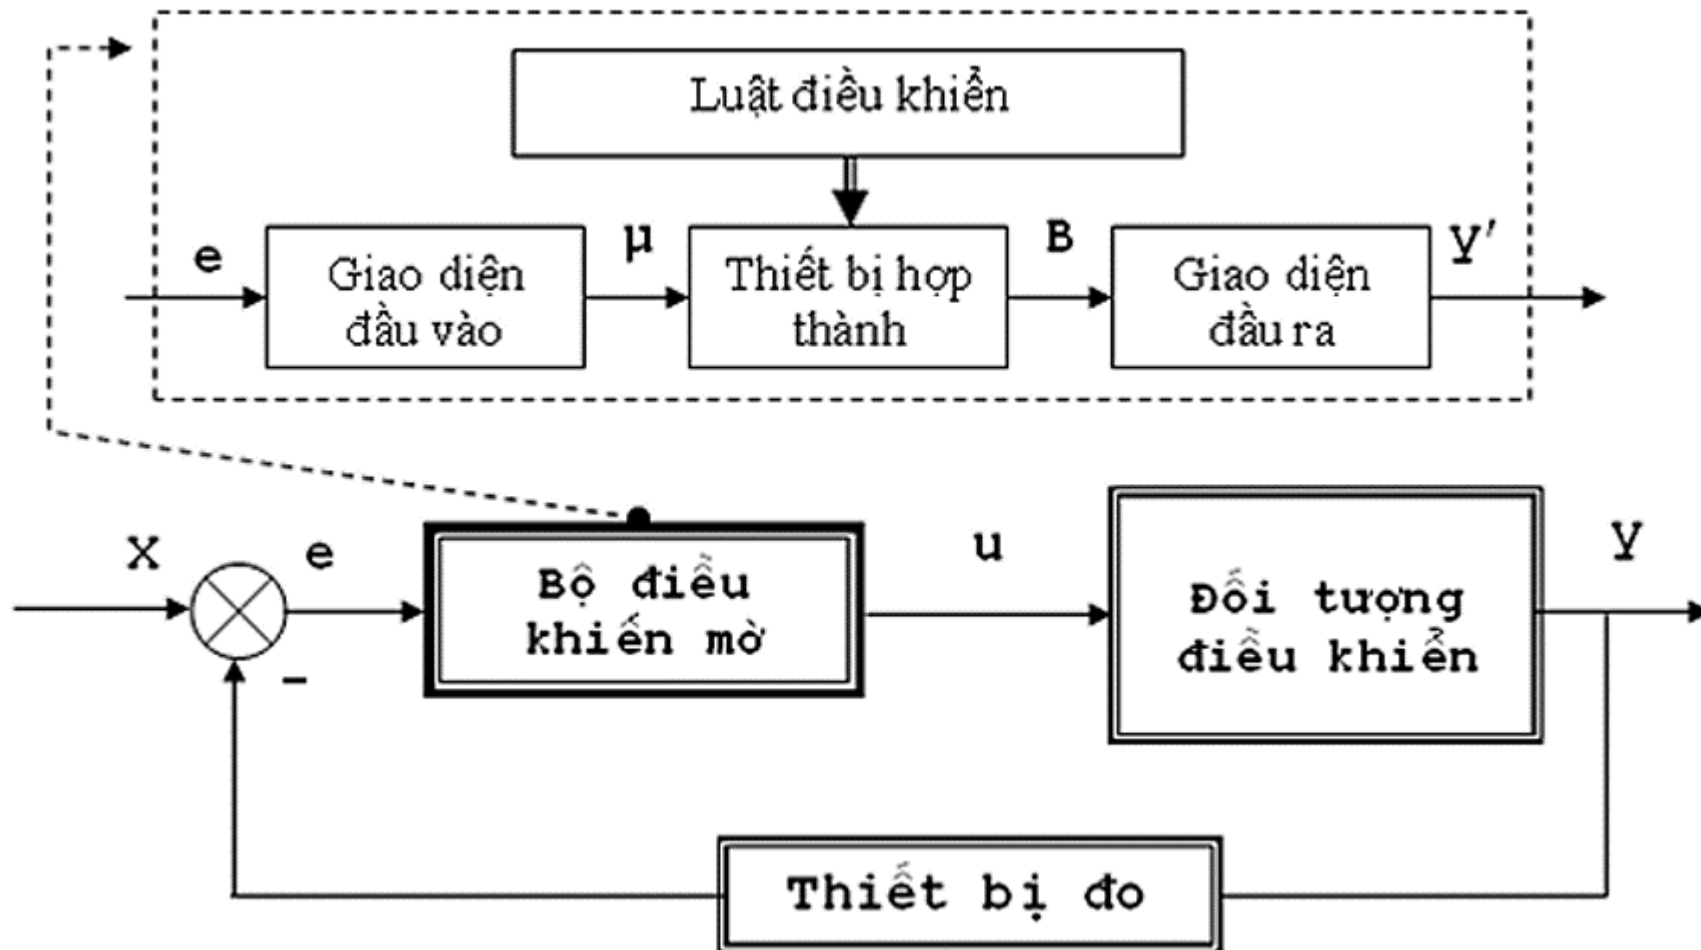 Luật điều khiển
e
Giao diện
đầu vào
μ
Thiết bị hợp
thành
B
Giao diện
đầu ra
y'
X
e
-
Bộ điều
khiến mờ
u
Đối tượng
điều khiển
y
Thiết bị đo